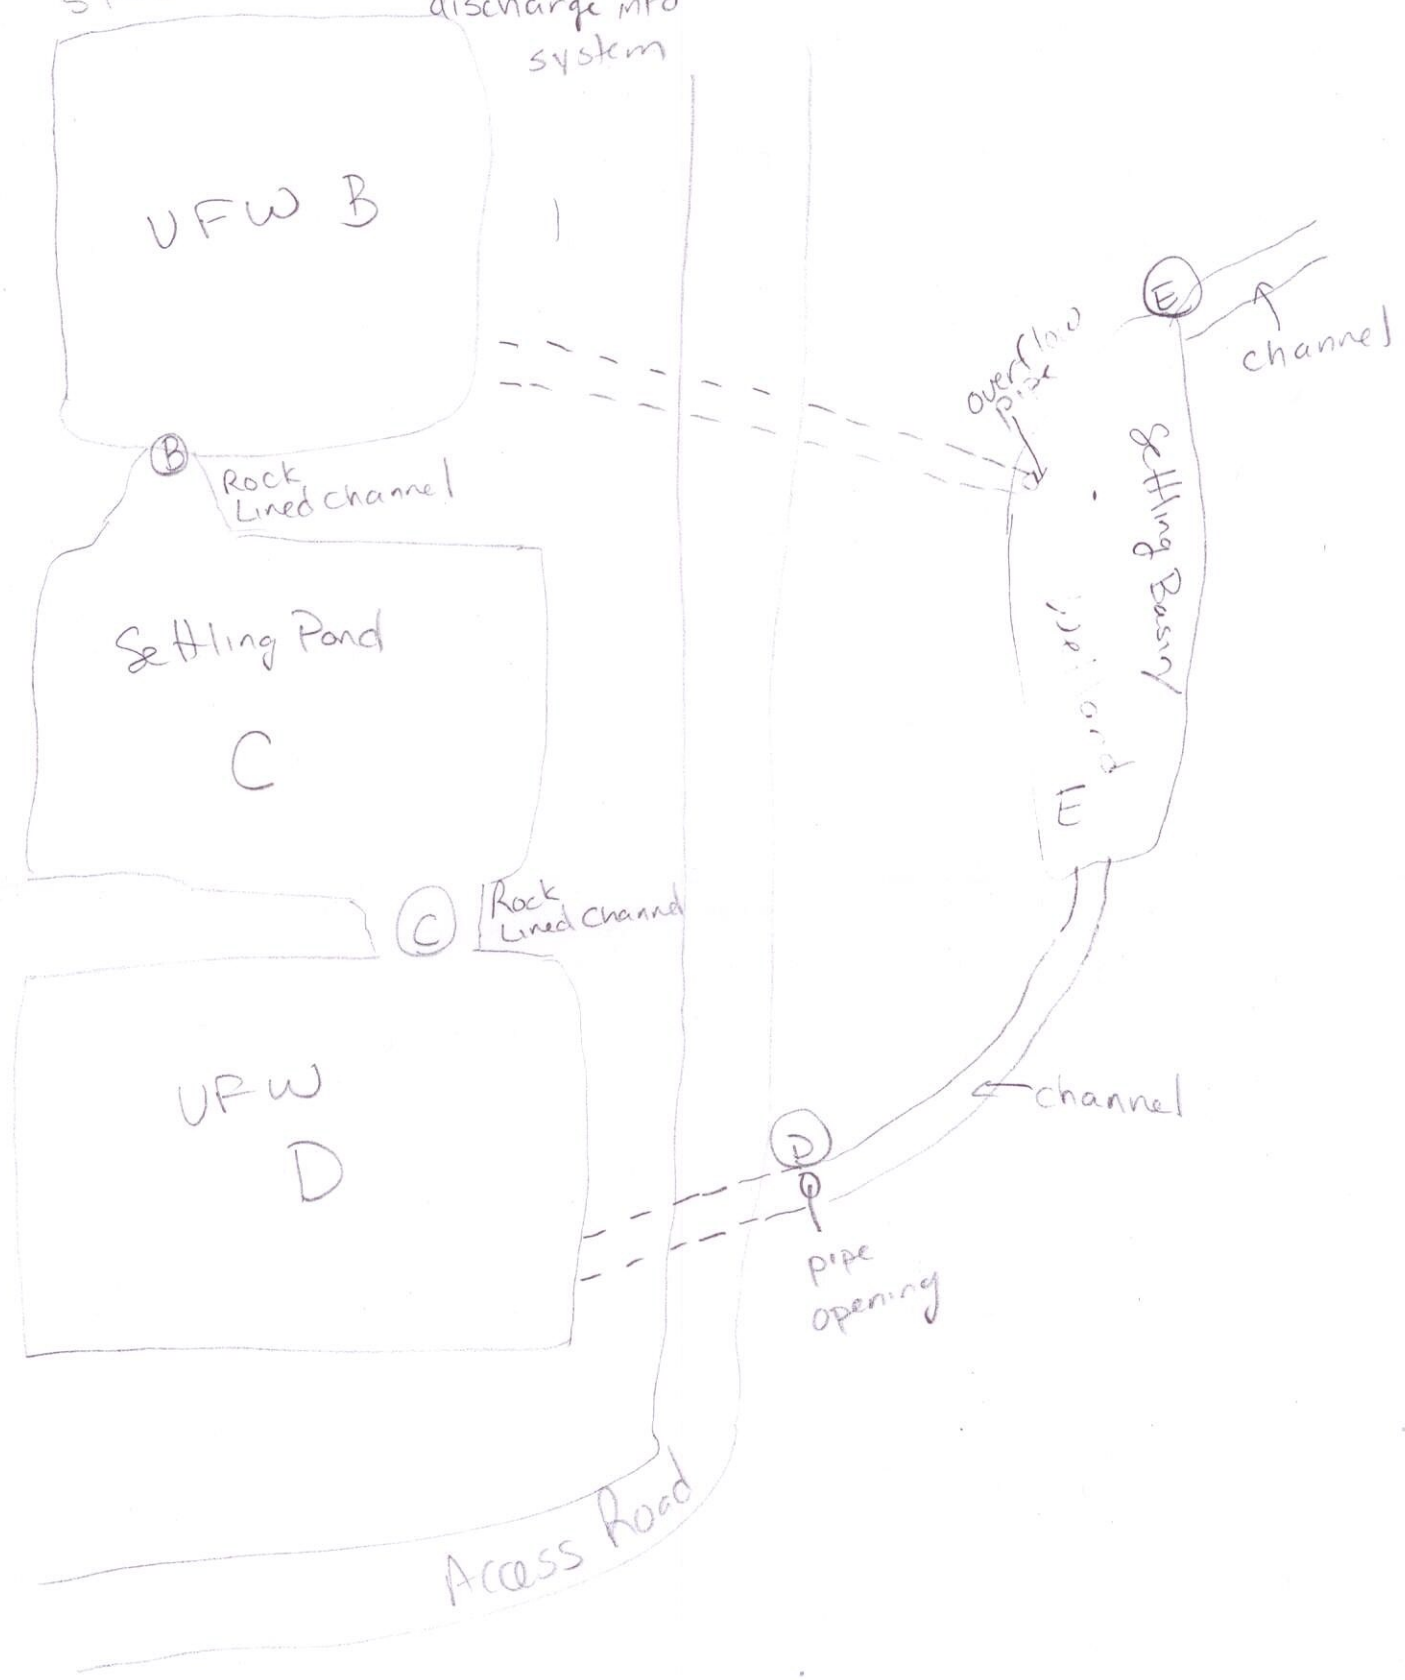 discharge into
system
UFW B
E
channel
overflow
pipe
B
Rock
Lined Channel
Settling Basin
Settling Pond
C
E
C
Rock
Lined Channel
UFW
D
channel
D
pipe
opening
Access Road